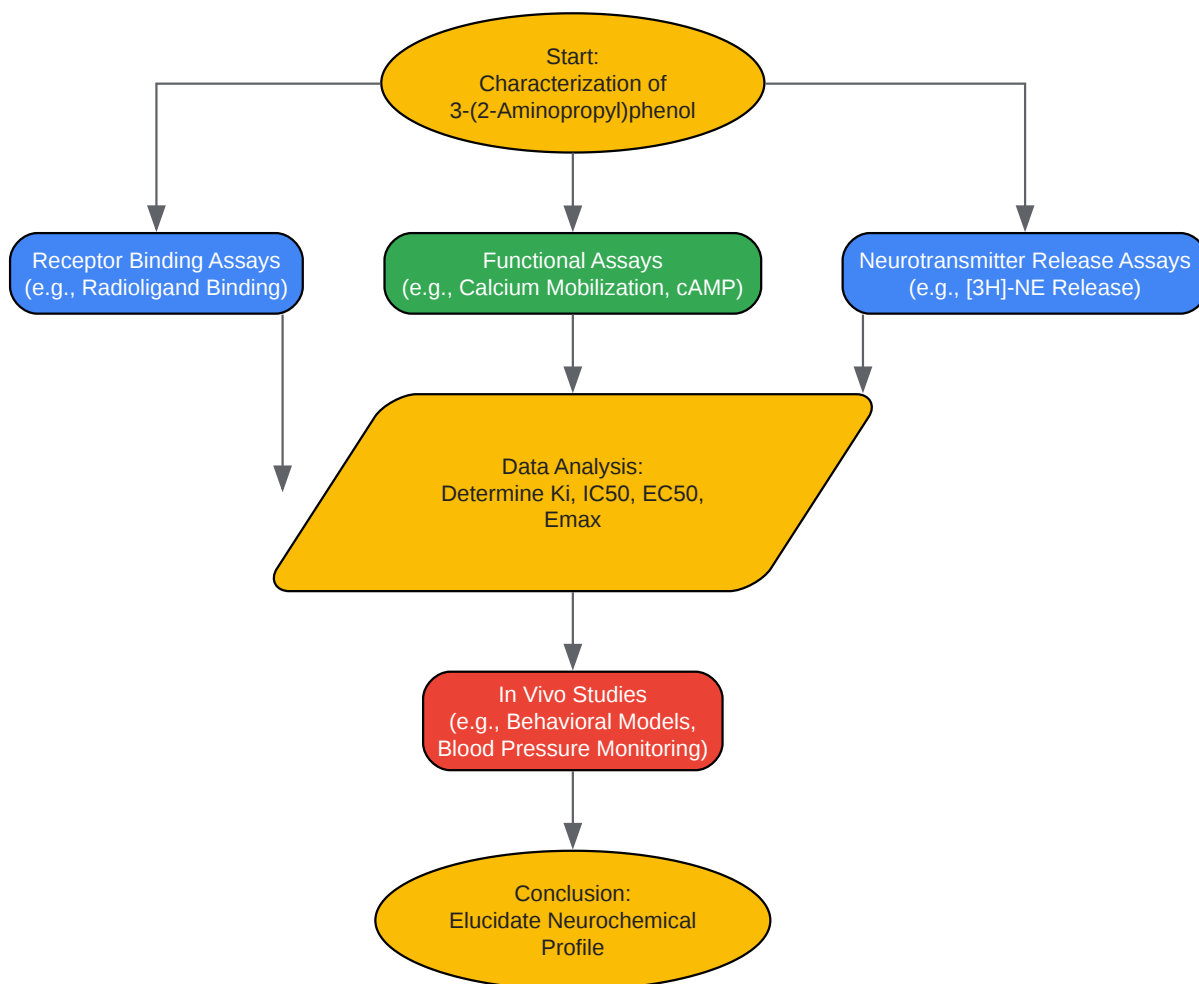 Start:
Characterization of
3-(2-Aminopropyl)phenol
Receptor Binding Assays
(e.g., Radioligand Binding)
Functional Assays
(e.g., Calcium Mobilization, cAMP)
Neurotransmitter Release Assays
(e.g., [3H]-NE Release)
Data Analysis:
Determine Ki, IC50, EC50,
Emax
In Vivo Studies
(e.g., Behavioral Models,
Blood Pressure Monitoring)
Conclusion:
Elucidate Neurochemical
Profile